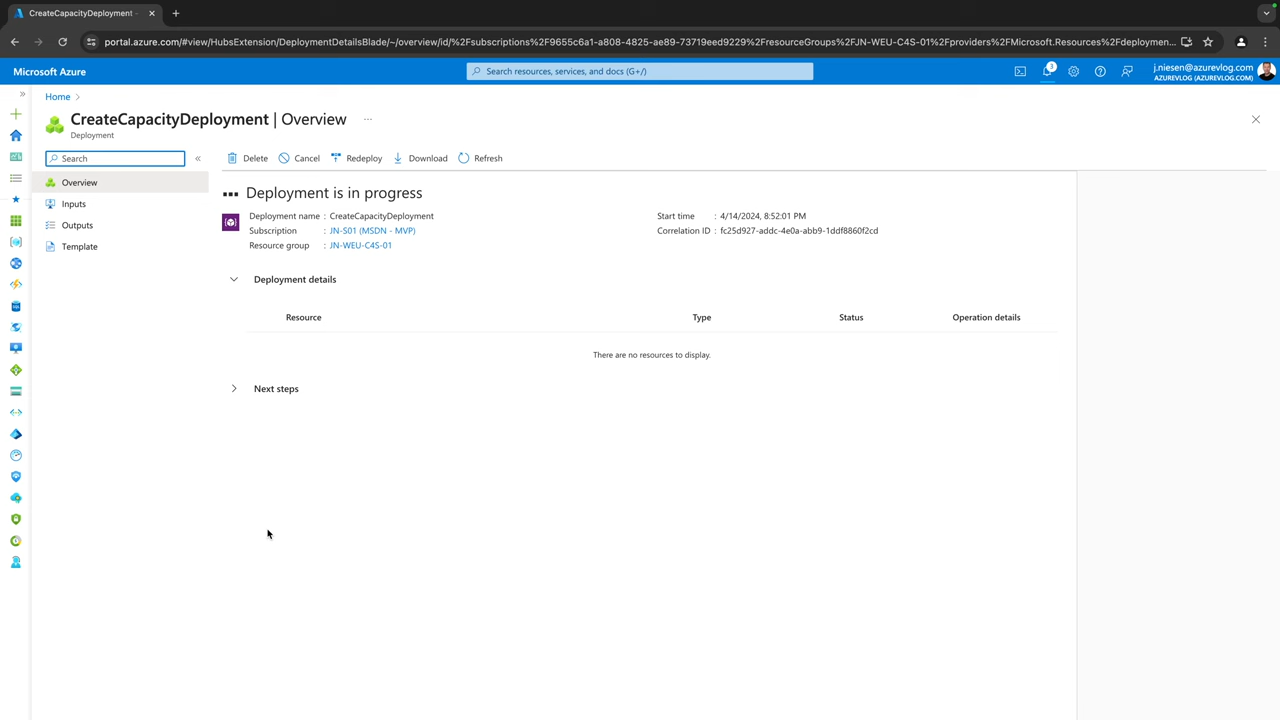 CreateCapacityDeployment -
portal.azure.com/#view/HubsExtension/DeploymentDetailsBlade/~/overview/id/%2Fsubscriptions%2F9655c6a1-a808-4825-ae89-73719eed9229%2FresourceGroups%2FJN-WEU-C4S-01%2Fproviders%2FMicrosoft.Resources%2Fdeploymen...
Microsoft Azure
Search resources, services, and docs (G+/)
3
j.niesen@azurevlog.com
AZUREVLOG (AZUREVLOG.COM)
Home
CreateCapacityDeployment | Overview
...
Deployment
Search
Delete
Cancel
Redeploy
Download
Refresh
Overview
Inputs
Outputs
Template
Deployment is in progress
Deployment name : CreateCapacityDeployment
Subscription : JN-S01 (MSDN - MVP)
Resource group : JN-WEU-C4S-01
Start time : 4/14/2024, 8:52:01 PM
Correlation ID : fc25d927-addc-4e0a-abb9-1ddf8860f2cd
Deployment details
Resource Type Status Operation details
There are no resources to display.
Next steps